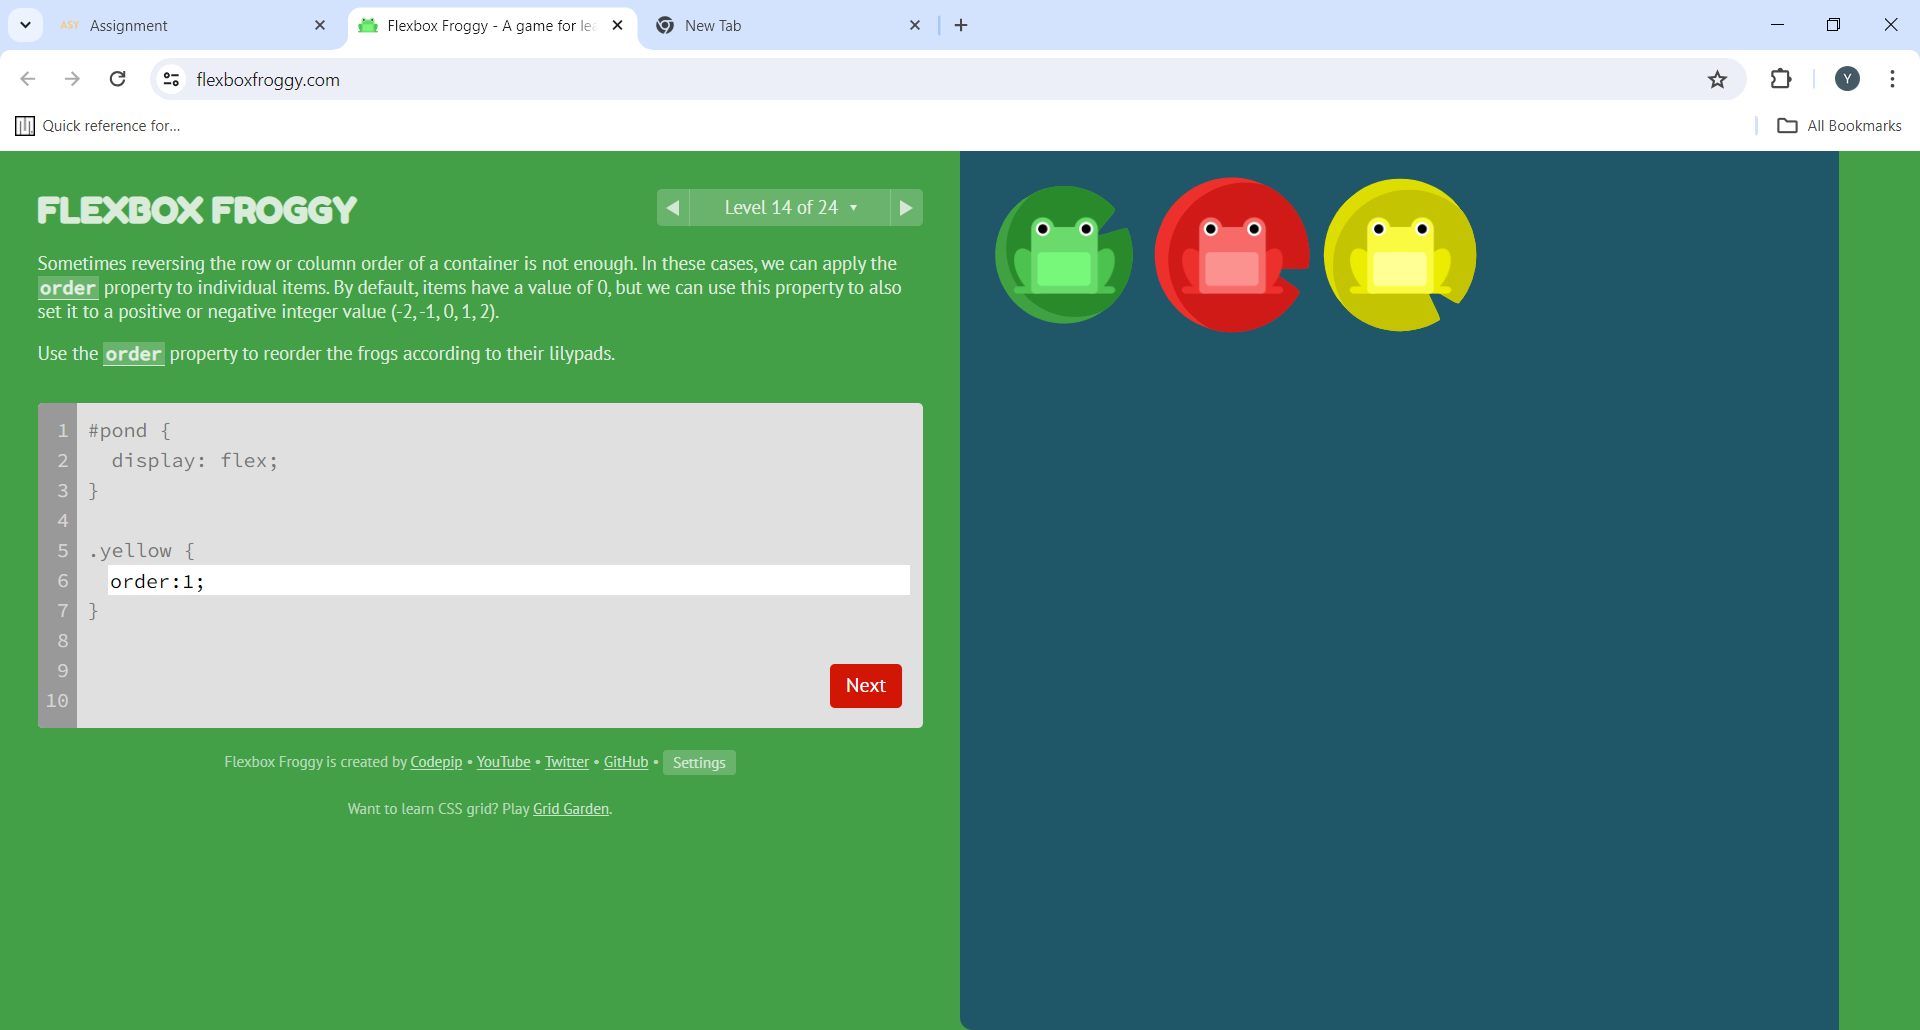 ASY Assignment
Flexbox Froggy - A game for lea
New Tab
flexboxfroggy.com
Y
Quick reference for...
All Bookmarks
FLEXBOX FROGGY
Level 14 of 24
Sometimes reversing the row or column order of a container is not enough. In these cases, we can apply the
order property to individual items. By default, items have a value of 0, but we can use this property to also
set it to a positive or negative integer value (-2, -1, 0, 1, 2).
Use the order property to reorder the frogs according to their lilypads.
1 #pond {
2 display: flex;
3 }
4
5 .yellow {
6 order:1;
7 }
8
9
10
Next
Flexbox Froggy is created by Codepip • YouTube • Twitter • GitHub • Settings
Want to learn CSS grid? Play Grid Garden.